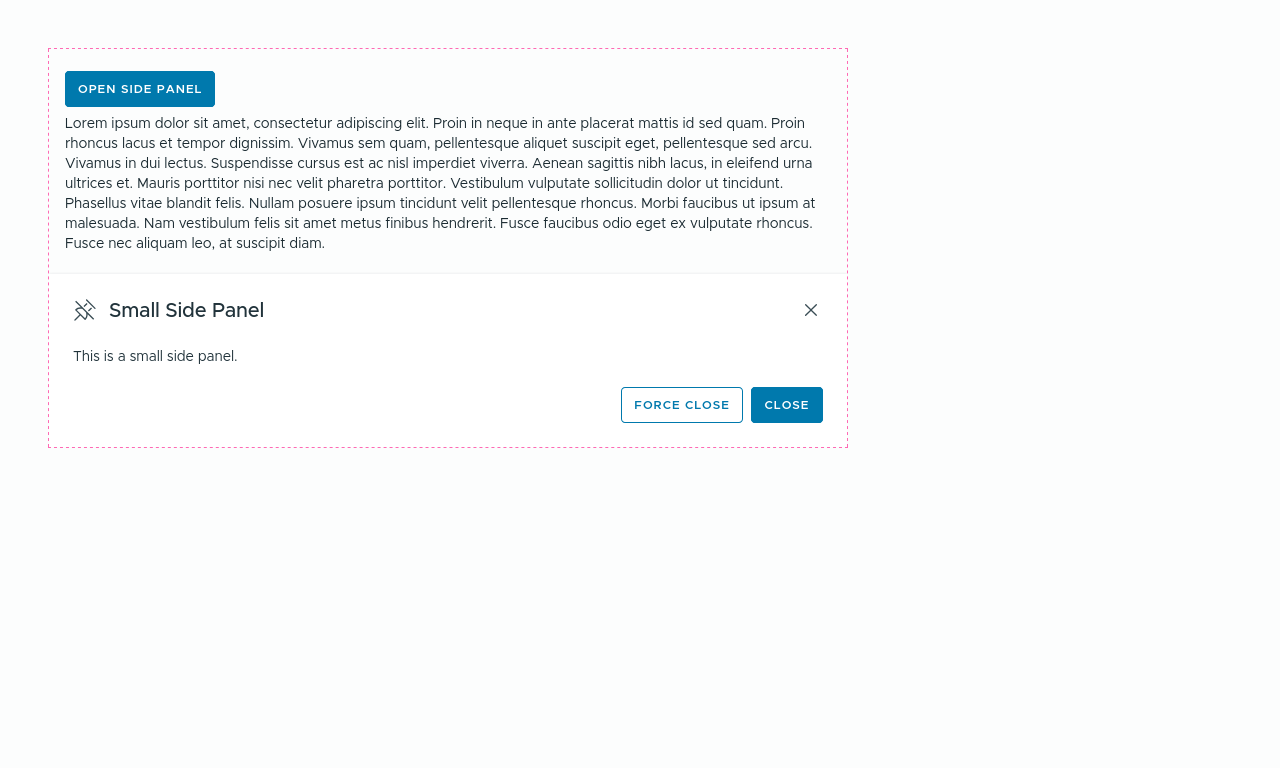 OPEN SIDE PANEL
Lorem ipsum dolor sit amet, consectetur adipiscing elit. Proin in neque in ante placerat mattis id sed quam. Proin
rhoncus lacus et tempor dignissim. Vivamus sem quam, pellentesque aliquet suscipit eget, pellentesque sed arcu.
Vivamus in dui lectus. Suspendisse cursus est ac nisl imperdiet viverra. Aenean sagittis nibh lacus, in eleifend urna
ultrices et. Mauris porttitor nisi nec velit pharetra porttitor. Vestibulum vulputate sollicitudin dolor ut tincidunt.
Phasellus vitae blandit felis. Nullam posuere ipsum tincidunt velit pellentesque rhoncus. Morbi faucibus ut ipsum at
malesuada. Nam vestibulum felis sit amet metus finibus hendrerit. Fusce faucibus odio eget ex vulputate rhoncus.
Fusce nec aliquam leo, at suscipit diam.
Small Side Panel
This is a small side panel.
FORCE CLOSE CLOSE